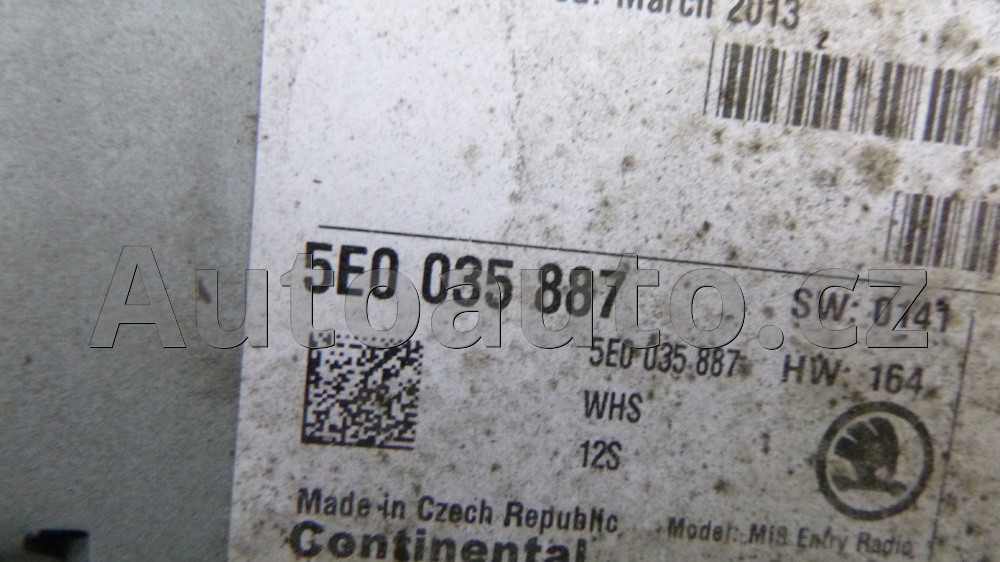 March 2013
2
5E0 035 887
SW: 0141
5E0 035 887
HW: 164
WHS
12S
Made in Czech Republic
Model: MIB Entry Radio
Continental
Autoauto.cz